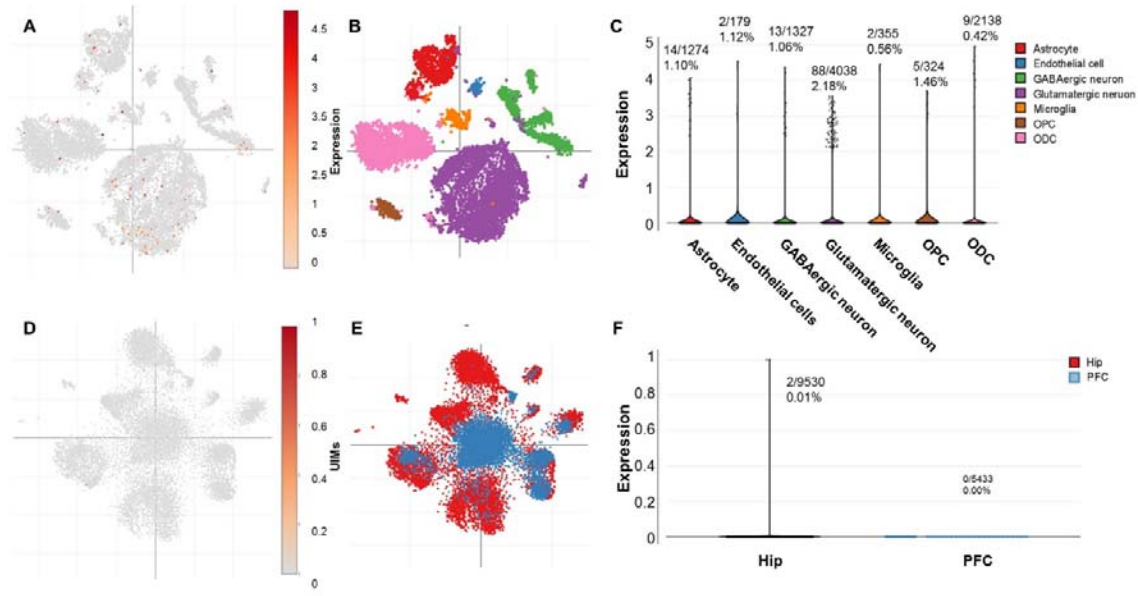 A
4.5
4
3.5
3
2.5
2
1.5
1
0.5
0
Expression
B
C
14/1274
1.10%
2/179
1.12%
13/1327
1.06%
88/4038
2.18%
2/355
0.56%
5/324
1.46%
9/2138
0.42%
Expression
5
4
3
2
1
0
Astrocyte
Endothelial cells
GABAergic neuron
Glutamatergic neuron
Microglia
OPC
ODC
Astrocyte
Endothelial cell
GABAergic neuron
Glutamatergic neruon
Microglia
OPC
ODC
D
1
0.8
0.6
0.4
0.2
0
UIMs
E
F
Expression
1
0.8
0.6
0.4
0.2
0
2/9530
0.01%
0/5433
0.00%
Hip
PFC
Hip
PFC